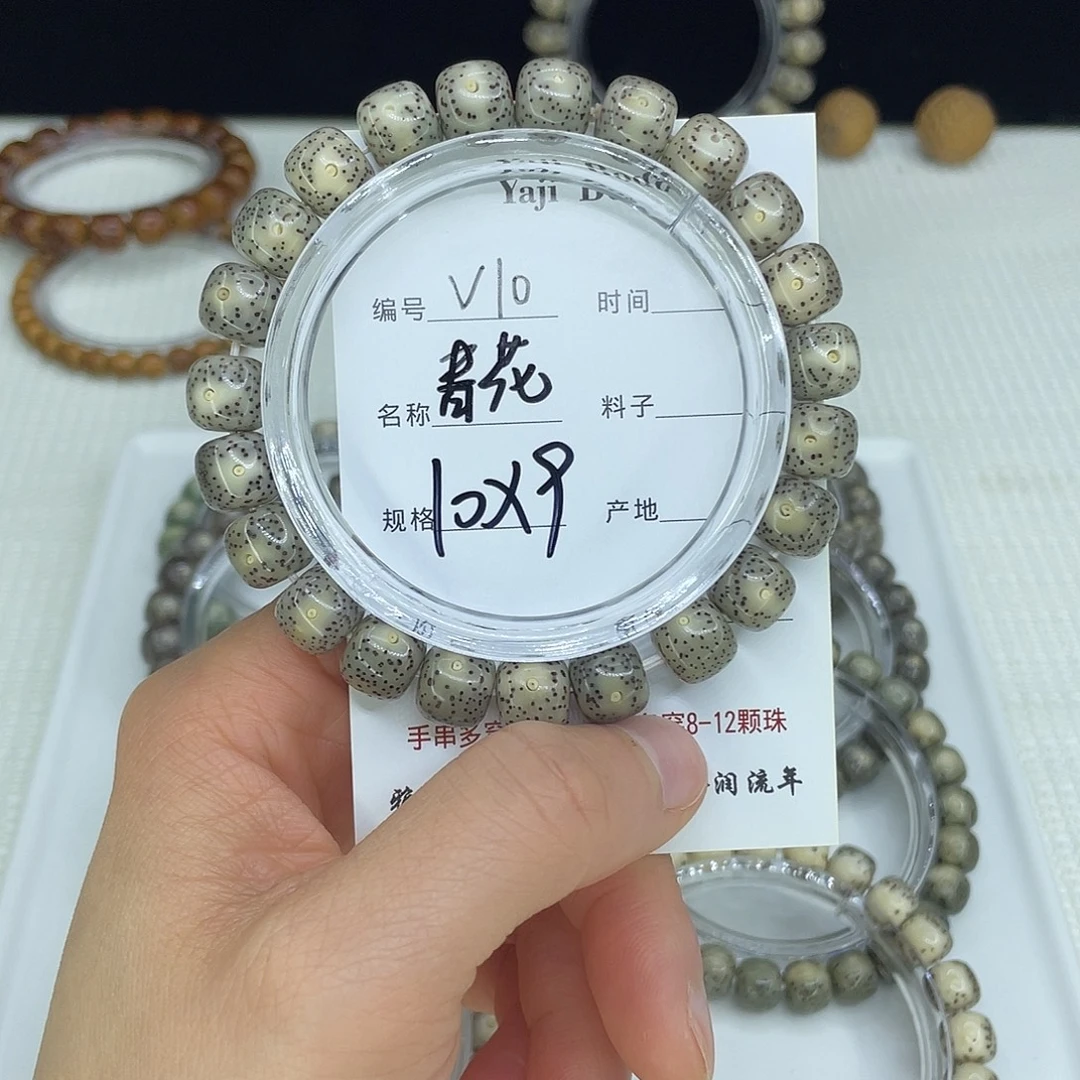 Yaji
编号 V10 时间
名称 青花 料子
规格 10X9 产地
手串多 8-12颗珠
润流年